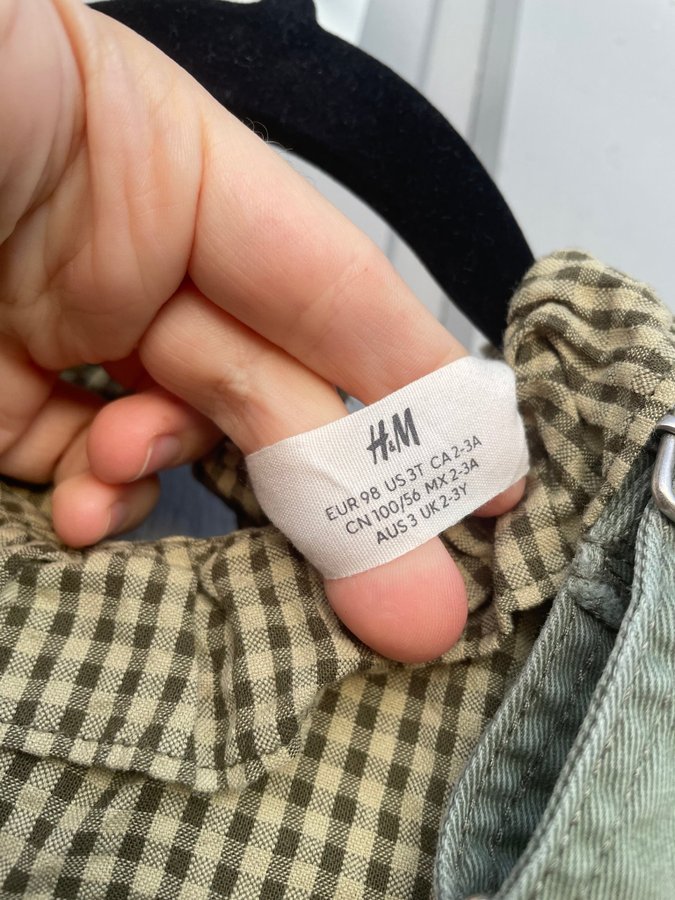 H&M
EUR 98 US 3T CA 2-3A
CN 100/56 MX 2-3A
AUS 3 UK 2-3Y